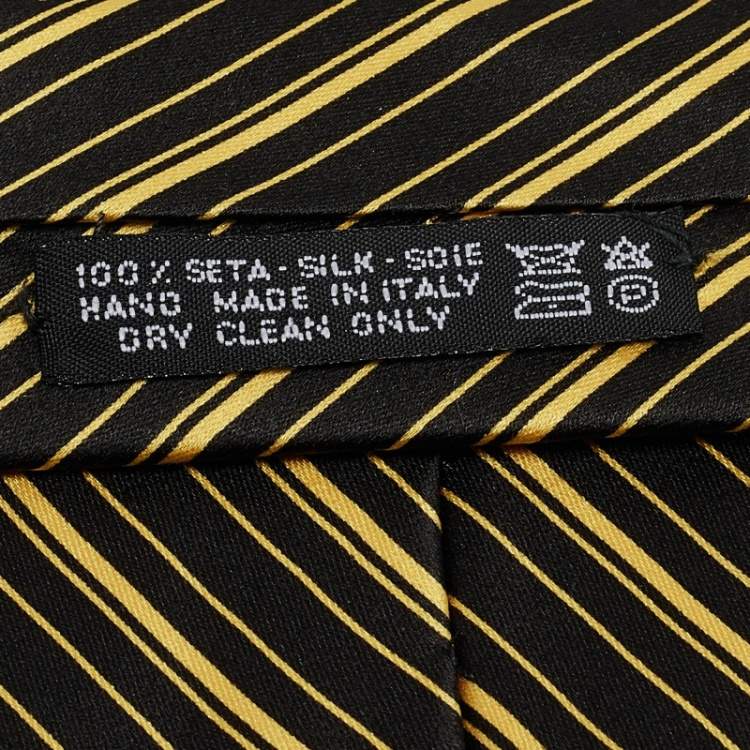 100% SETA - SILK - SOIE
HAND MADE IN ITALY
DRY CLEAN ONLY
P